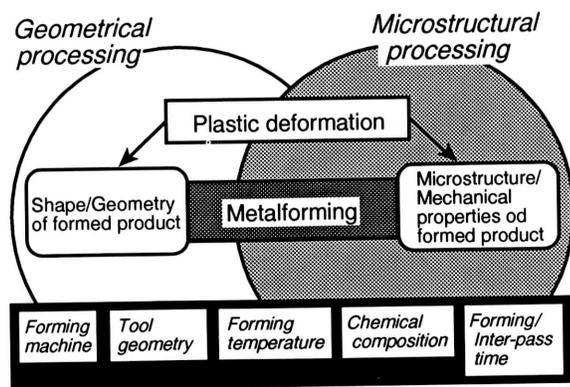 Geometrical
processing
Microstructural
processing
Plastic deformation
Shape/Geometry
of formed product
Metalforming
Microstructure/
Mechanical
properties od
formed product
Forming
machine
Tool
geometry
Forming
temperature
Chemical
composition
Forming/
Inter-pass
time